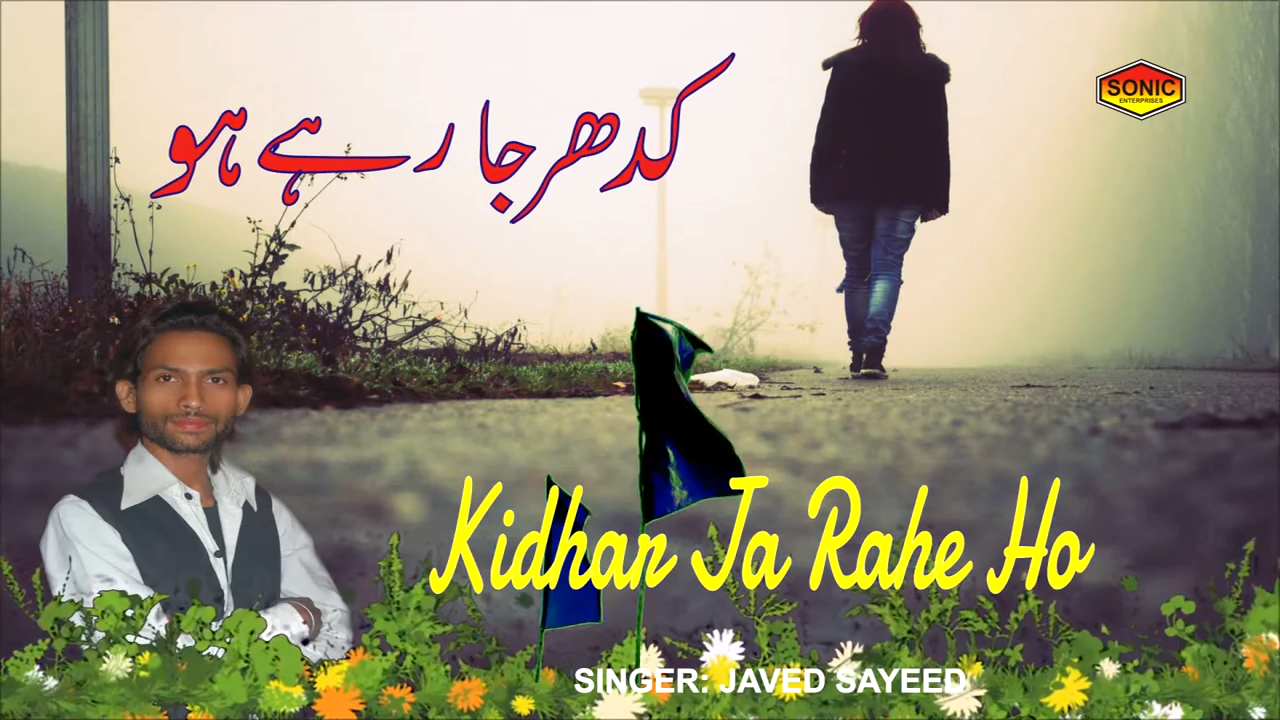 کدھر جا رہے ہو
SONIC
ENTERPRISES
Kidhar Ja Rahe Ho
SINGER: JAVED SAYEED